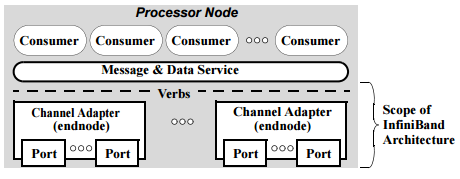 Processor Node
Consumer Consumer Consumer Consumer
Message & Data Service
Verbs
Channel Adapter
(endnode)
Port Port
Channel Adapter
(endnode)
Port Port
Scope of
InfiniBand
Architecture